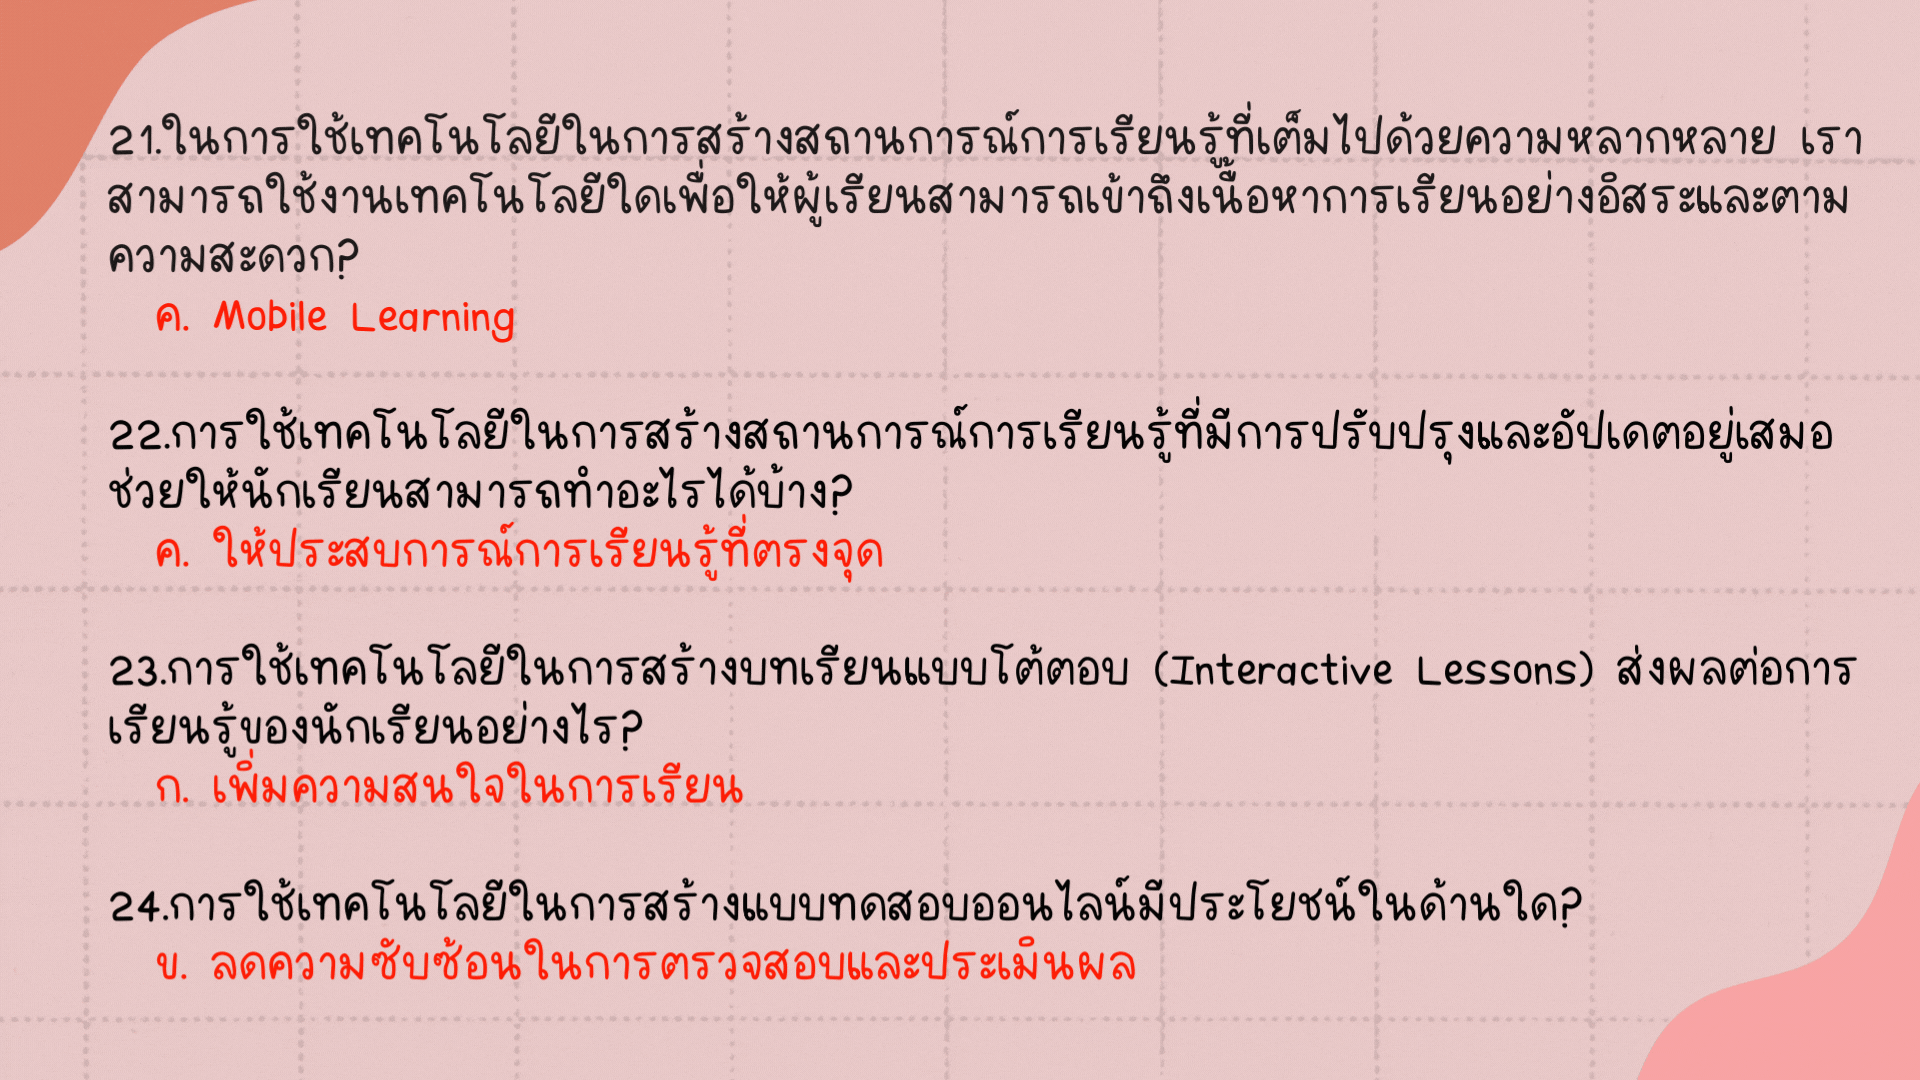 21.ในการใช้เทคโนโลยีในการสร้างสถานการณ์การเรียนรู้ที่เต็มไปด้วยความหลากหลาย เรา
สามารถใช้งานเทคโนโลยีใดเพื่อให้ผู้เรียนสามารถเข้าถึงเนื้อหาการเรียนอย่างอิสระและตาม
ความสะดวก?
ค. Mobile Learning
22.การใช้เทคโนโลยีในการสร้างสถานการณ์การเรียนรู้ที่มีการปรับปรุงและอัปเดตอยู่เสมอ
ช่วยให้นักเรียนสามารถทำอะไรได้บ้าง?
ค. ให้ประสบการณ์การเรียนรู้ที่ตรงจุด
23.การใช้เทคโนโลยีในการสร้างบทเรียนแบบโต้ตอบ (Interactive Lessons) ส่งผลต่อการ
เรียนรู้ของนักเรียนอย่างไร?
ก. เพิ่มความสนใจในการเรียน
24.การใช้เทคโนโลยีในการสร้างแบบทดสอบออนไลน์มีประโยชน์ในด้านใด?
ข. ลดความซับซ้อนในการตรวจสอบและประเมินผล